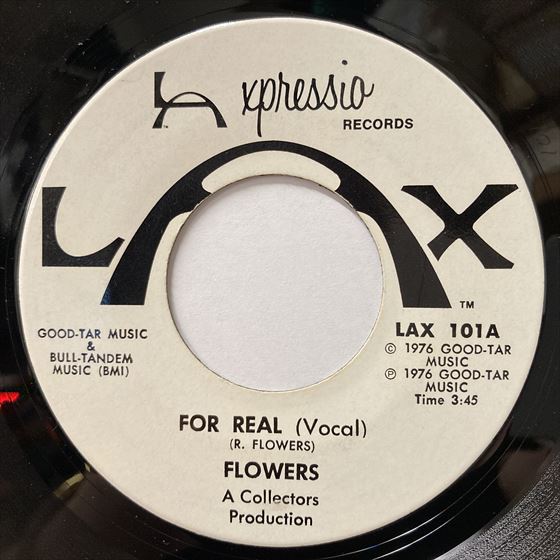 LA xpressio
™
RECORDS
LAX
™
GOOD-TAR MUSIC
&
BULL-TANDEM
MUSIC (BMI)
LAX 101A
© 1976 GOOD-TAR
MUSIC
℗ 1976 GOOD-TAR
MUSIC
Time 3:45
FOR REAL (Vocal)
(R. FLOWERS)
FLOWERS
A Collectors
Production